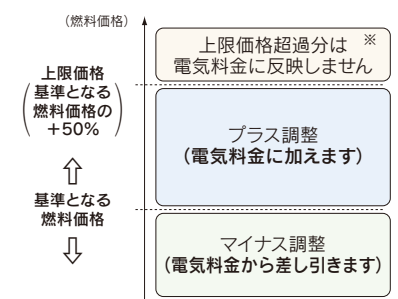 （燃料価格）
上限価格超過分は※
電気料金に反映しません
上限価格
（基準となる
燃料価格の
＋50%）
プラス調整
（電気料金に加えます）
基準となる
燃料価格
マイナス調整
（電気料金から差し引きます）